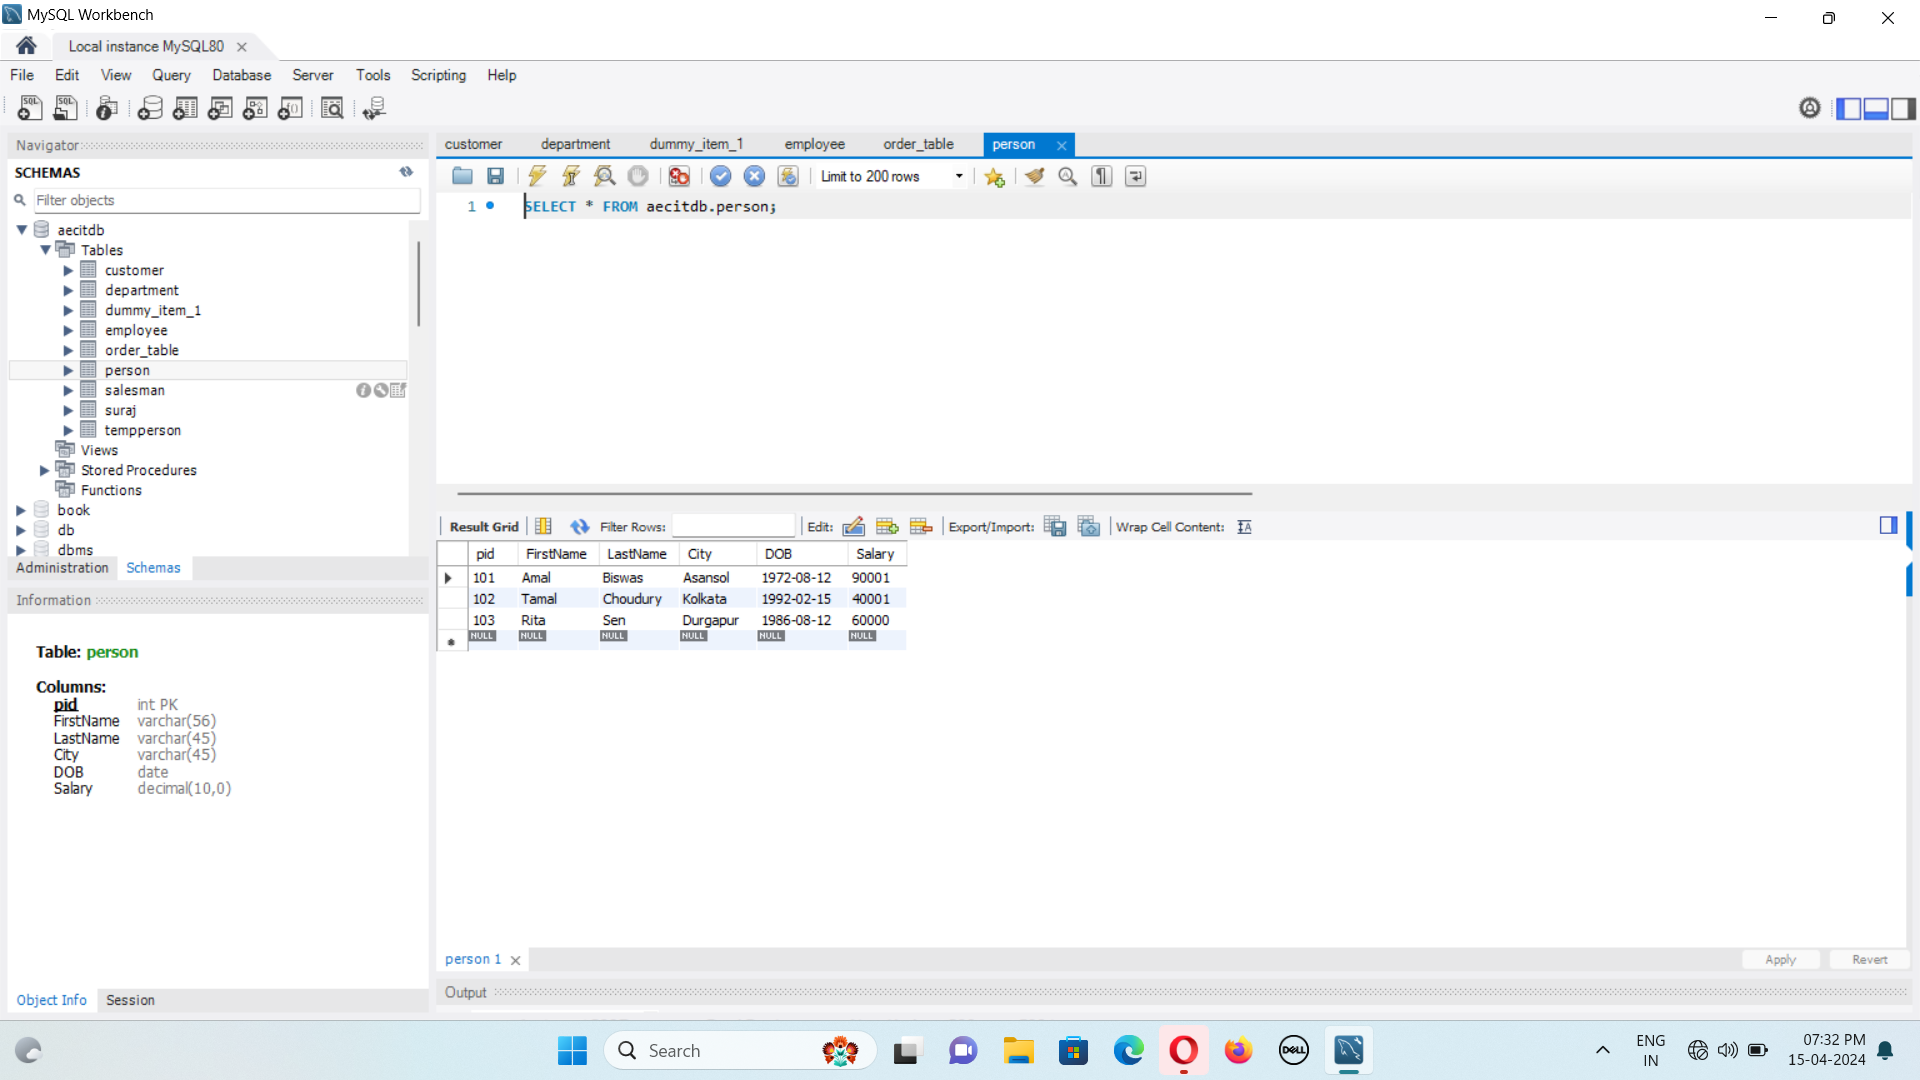 MySQL Workbench
Local instance MySQL80
File Edit View Query Database Server Tools Scripting Help
Navigator
SCHEMAS
Filter objects
aecitdb
Tables
customer
department
dummy_item_1
employee
order_table
person
salesman
suraj
tempperson
Views
Stored Procedures
Functions
book
db
dbms
Administration Schemas
Information
Table: person
Columns:
pid int PK
FirstName varchar(56)
LastName varchar(45)
City varchar(45)
DOB date
Salary decimal(10,0)
Object Info Session
customer department dummy_item_1 employee order_table person
Limit to 200 rows
1 SELECT * FROM aecitdb.person;
Result Grid Filter Rows: Edit: Export/Import: Wrap Cell Content:
pid FirstName LastName City DOB Salary
101 Amal Biswas Asansol 1972-08-12 90001
102 Tamal Choudury Kolkata 1992-02-15 40001
103 Rita Sen Durgapur 1986-08-12 60000
NULL NULL NULL NULL NULL NULL
person 1 Apply Revert
Output
Search
DELL
ENG
IN
07:32 PM
15-04-2024